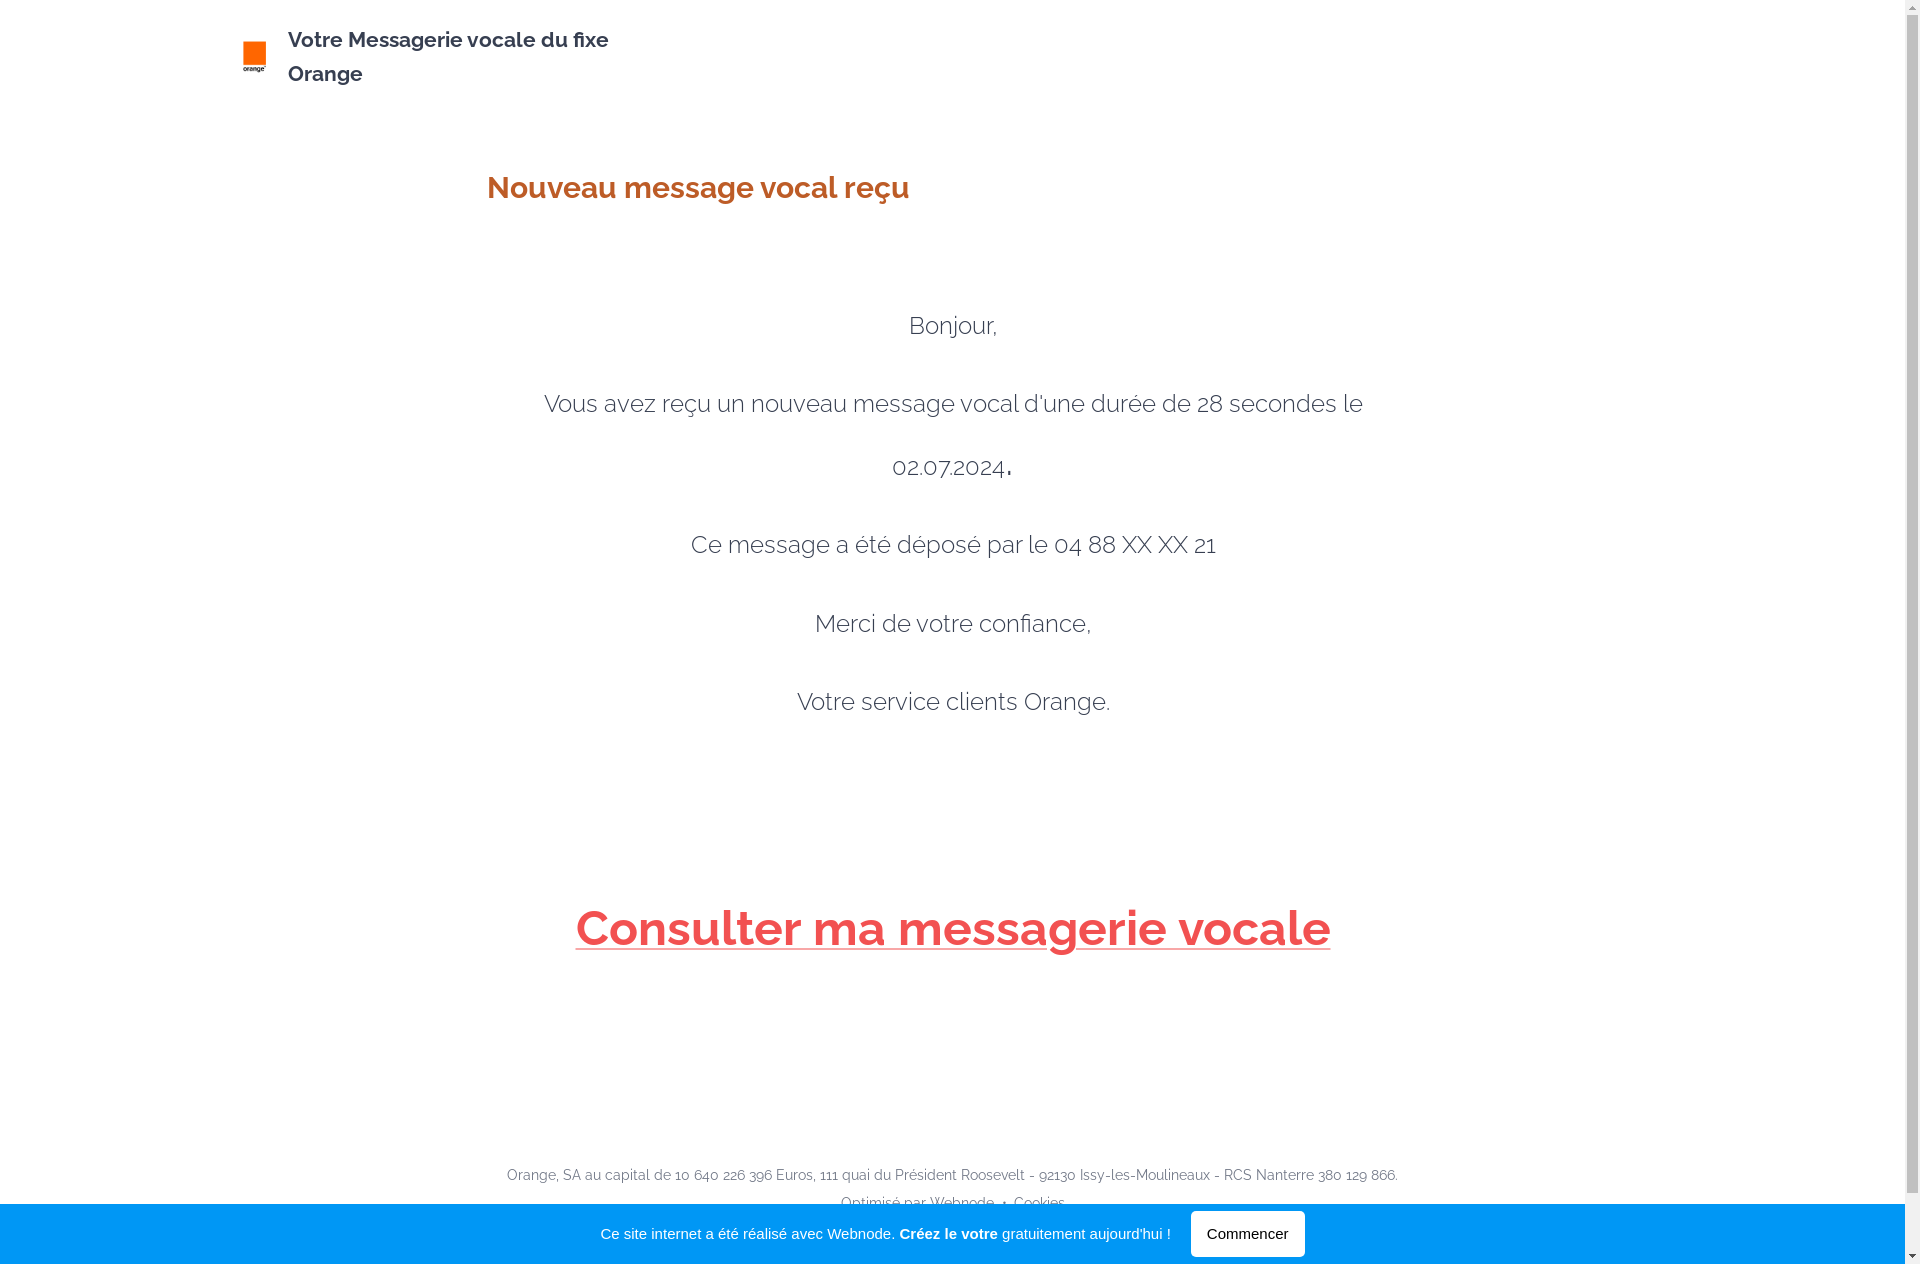 Votre Messagerie vocale du fixe
Orange
orange
Nouveau message vocal reçu
Bonjour,
Vous avez reçu un nouveau message vocal d'une durée de 28 secondes le
02.07.2024.
Ce message a été déposé par le 04 88 XX XX 21
Merci de votre confiance,
Votre service clients Orange.
Consulter ma messagerie vocale
Orange, SA au capital de 10 640 226 396 Euros, 111 quai du Président Roosevelt - 92130 Issy-les-Moulineaux - RCS Nanterre 380 129 866.
Optimisé par Webnode • Cookies
Ce site internet a été réalisé avec Webnode. Créez le votre gratuitement aujourd'hui ! Commencer